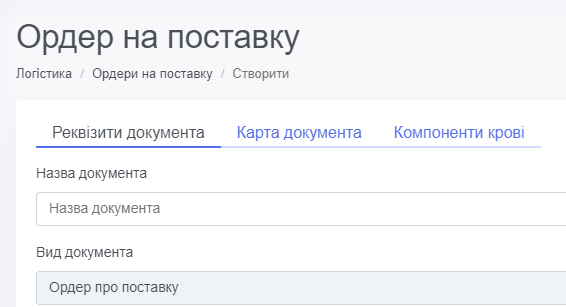 Ордер на поставку
Логістика / Ордери на поставку / Створити
Реквізити документа Карта документа Компоненти крові
Назва документа
Назва документа
Вид документа
Ордер про поставку